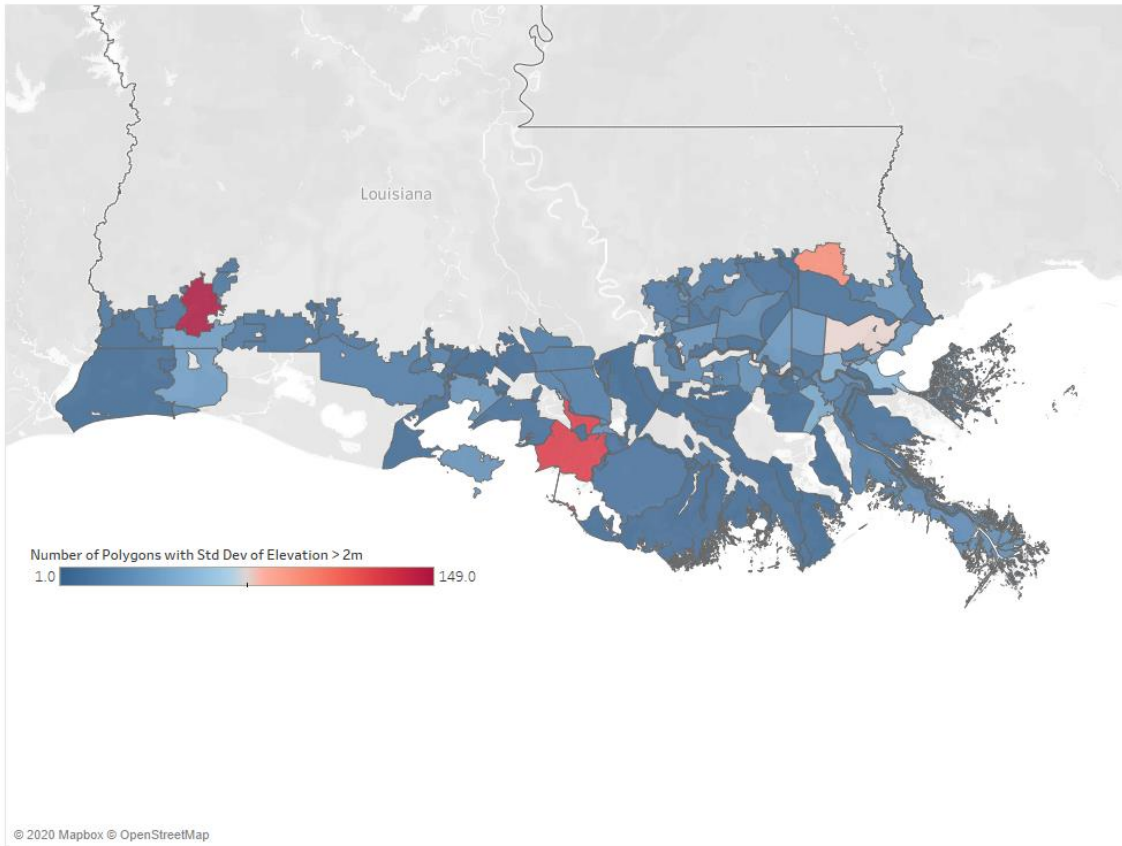 Louisiana
Number of Polygons with Std Dev of Elevation > 2m
1.0 149.0
© 2020 Mapbox © OpenStreetMap